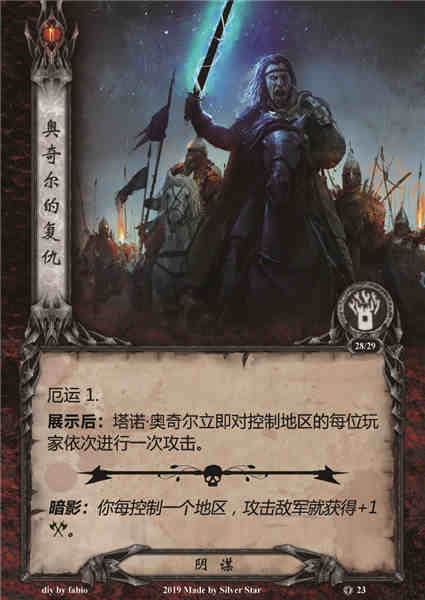 奥奇尔的复仇
28/29
厄运 1.
展示后：塔诺·奥奇尔立即对控制地区的每位玩
家依次进行一次攻击。
暗影：你每控制一个地区，攻击敌军就获得+1
。
阴谋
diy by fabio
2019 Made by Silver Star
23